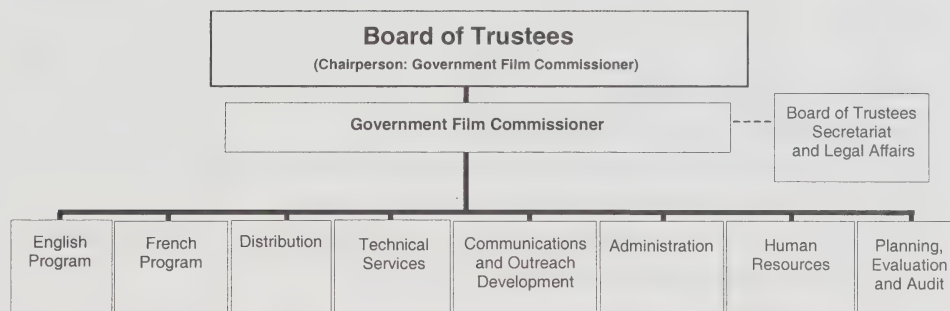 Board of Trustees
(Chairperson: Government Film Commissioner)
Government Film Commissioner
Board of Trustees
Secretariat
and Legal Affairs
English
Program
French
Program
Distribution
Technical
Services
Communications
and Outreach
Development
Administration
Human
Resources
Planning,
Evaluation
and Audit